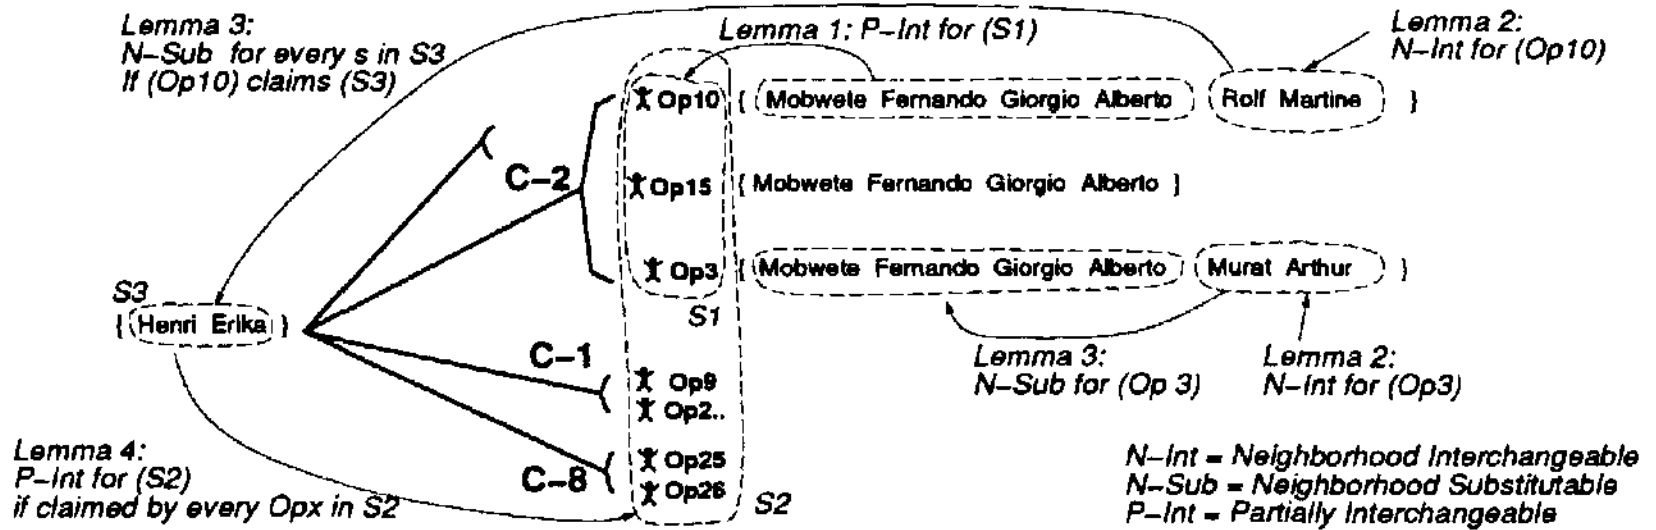 Lemma 3:
N-Sub for every s in S3
If (Op10) claims (S3)
Lemma 1: P-Int for (S1)
Lemma 2:
N-Int for (Op10)
Op10 { Mobwete Fernando Giorgio Alberto Rolf Martine }
C-2
Op15 { Mobwete Fernando Giorgio Alberto }
Op3 { Mobwete Fernando Giorgio Alberto Murat Arthur }
S3
{ Henri Erika }
S1
C-1
Op9
Op2..
Lemma 3:
N-Sub for (Op 3)
Lemma 2:
N-Int for (Op3)
Lemma 4:
P-Int for (S2)
if claimed by every Opx in S2
C-8
Op25
Op26
S2
N-Int = Neighborhood Interchangeable
N-Sub = Neighborhood Substitutable
P-Int = Partially Interchangeable